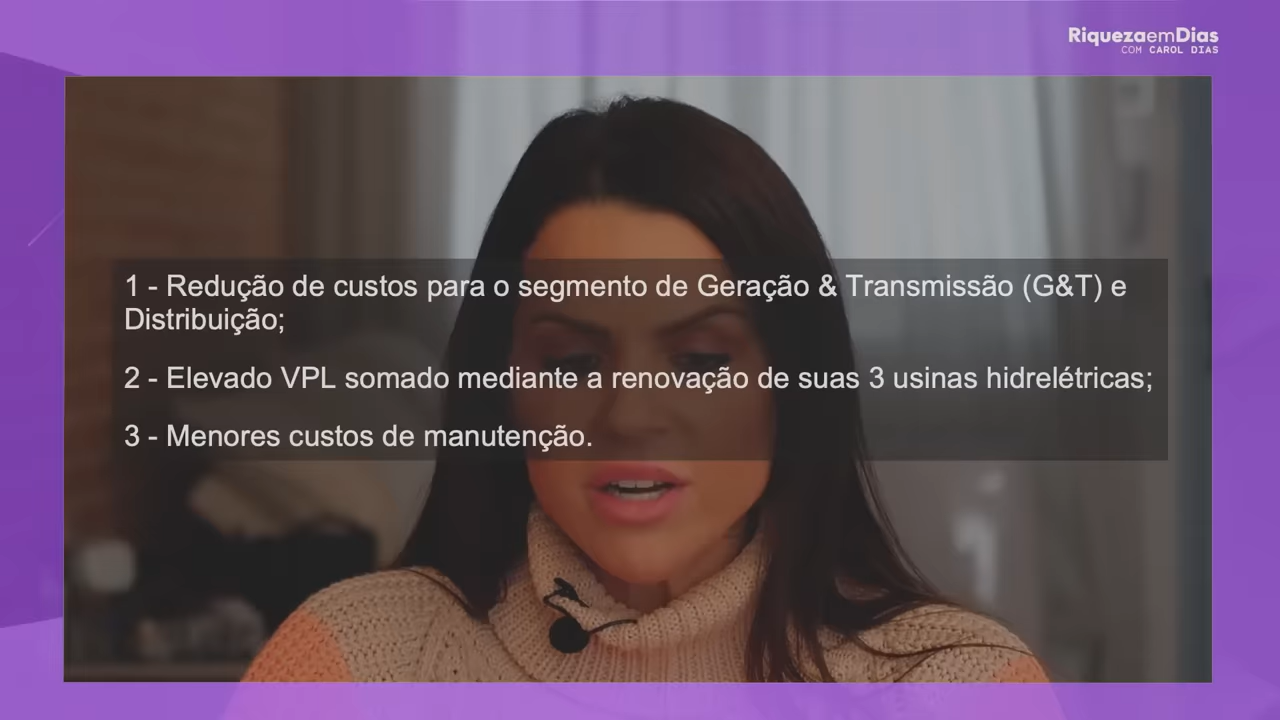 RiquezaemDias
COM CAROL DIAS
1 - Redução de custos para o segmento de Geração & Transmissão (G&T) e
Distribuição;
2 - Elevado VPL somado mediante a renovação de suas 3 usinas hidrelétricas;
3 - Menores custos de manutenção.